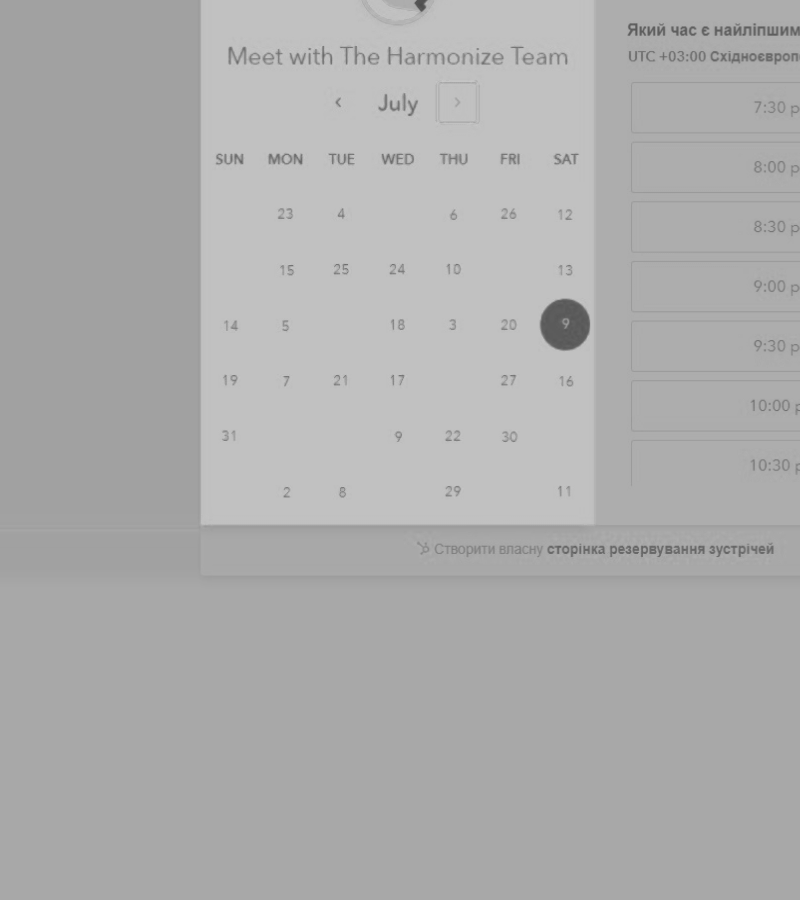 Meet with The Harmonize Team
July
SUN MON TUE WED THU FRI SAT
23 4 6 26 12
15 25 24 10 13
14 5 18 3 20 9
19 7 21 17 27 16
31 9 22 30
2 8 29 11
Який час є найліпшим
UTC +03:00 Східноєвроп
7:30 p
8:00 p
8:30 p
9:00 p
9:30 p
10:00 p
10:30 p
Створити власну сторінка резервування зустрічей